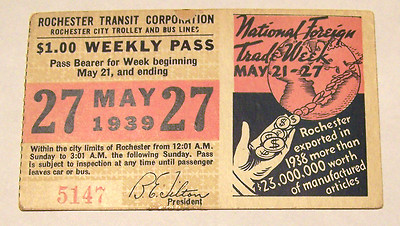 ROCHESTER TRANSIT CORPORATION
ROCHESTER CITY TROLLEY AND BUS LINES
$1.00 WEEKLY PASS
Pass Bearer for Week beginning
May 21, and ending
27 MAY 27
1939
Within the city limits of Rochester from 12:01 A.M.
Sunday to 3:01 A.M. the following Sunday. Pass
is subject to inspection at any time until passenger
leaves car or bus.
5147
B.E. Tilton
President
National Foreign
Trade Week
MAY 21-27
Rochester
exported in
1938 more than
$23,000,000 worth
of manufactured
articles